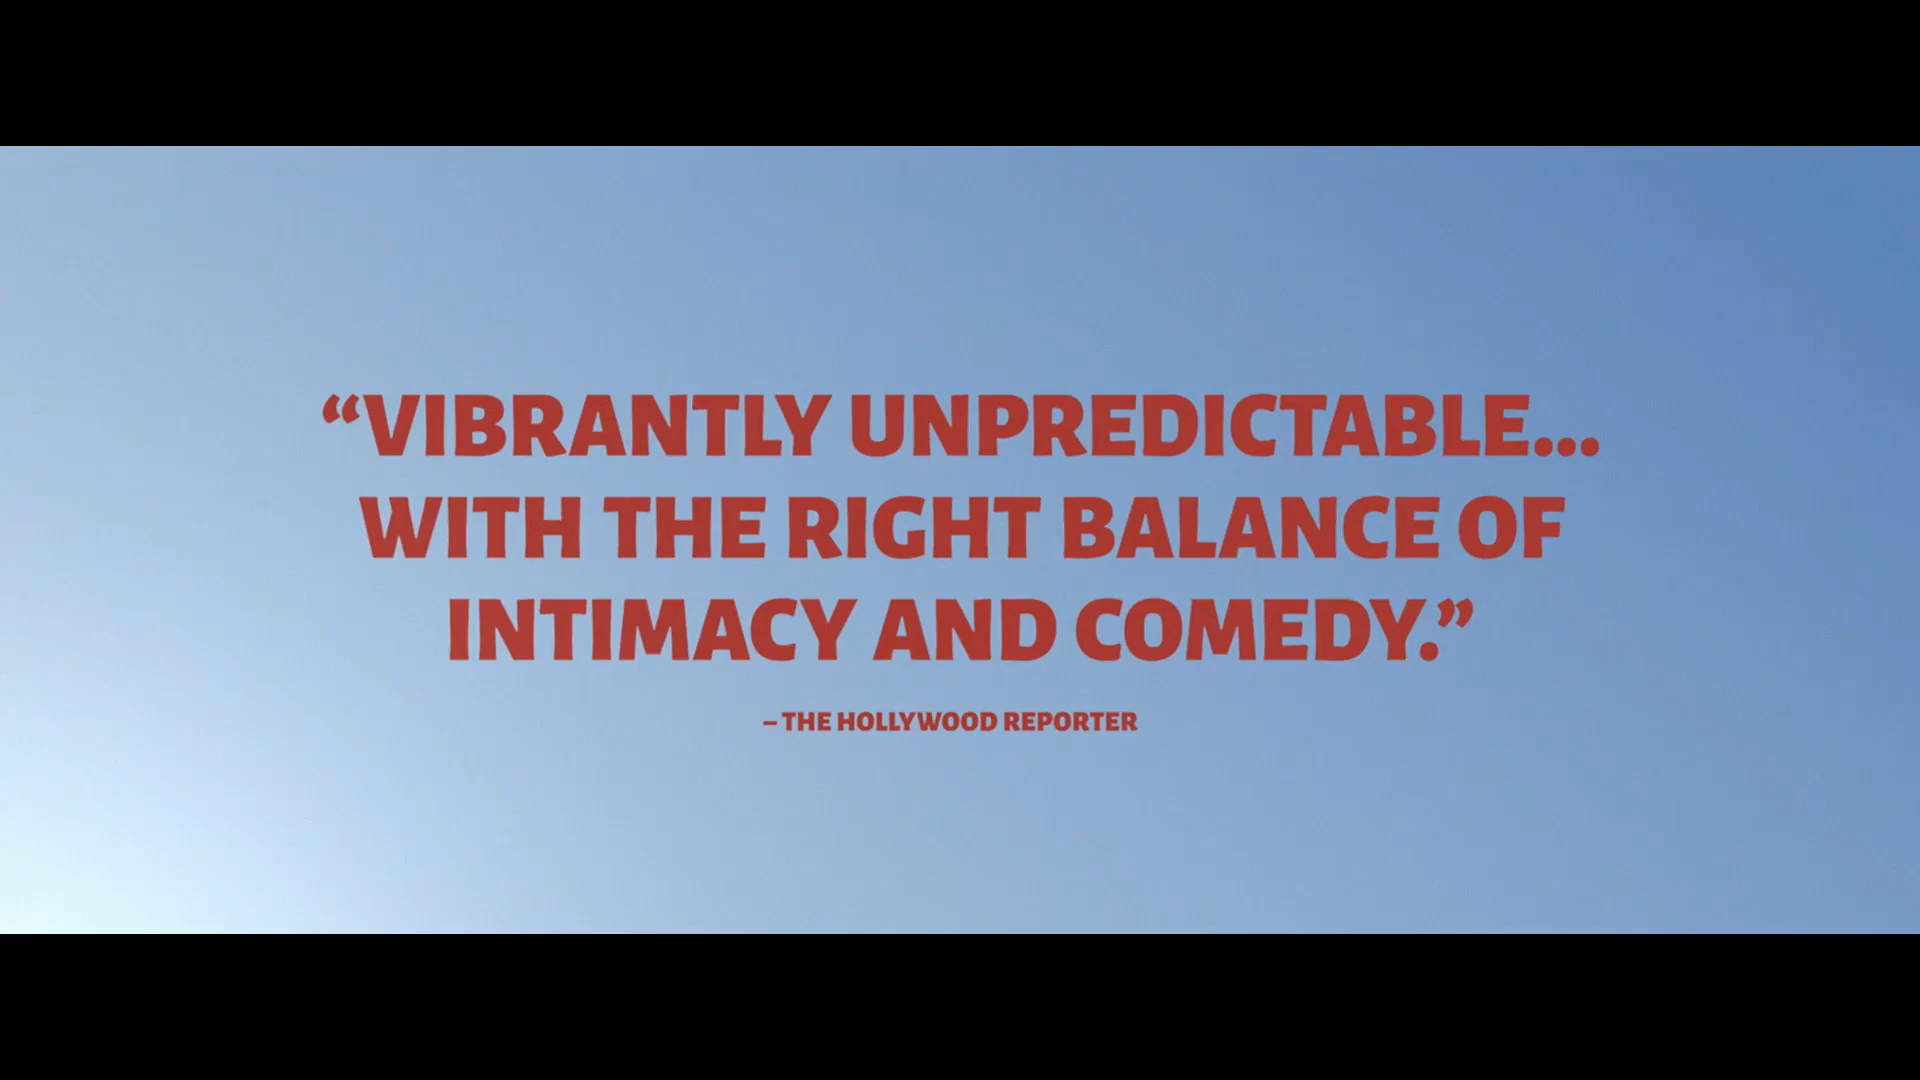 “VIBRANTLY UNPREDICTABLE...
WITH THE RIGHT BALANCE OF
INTIMACY AND COMEDY.”
– THE HOLLYWOOD REPORTER